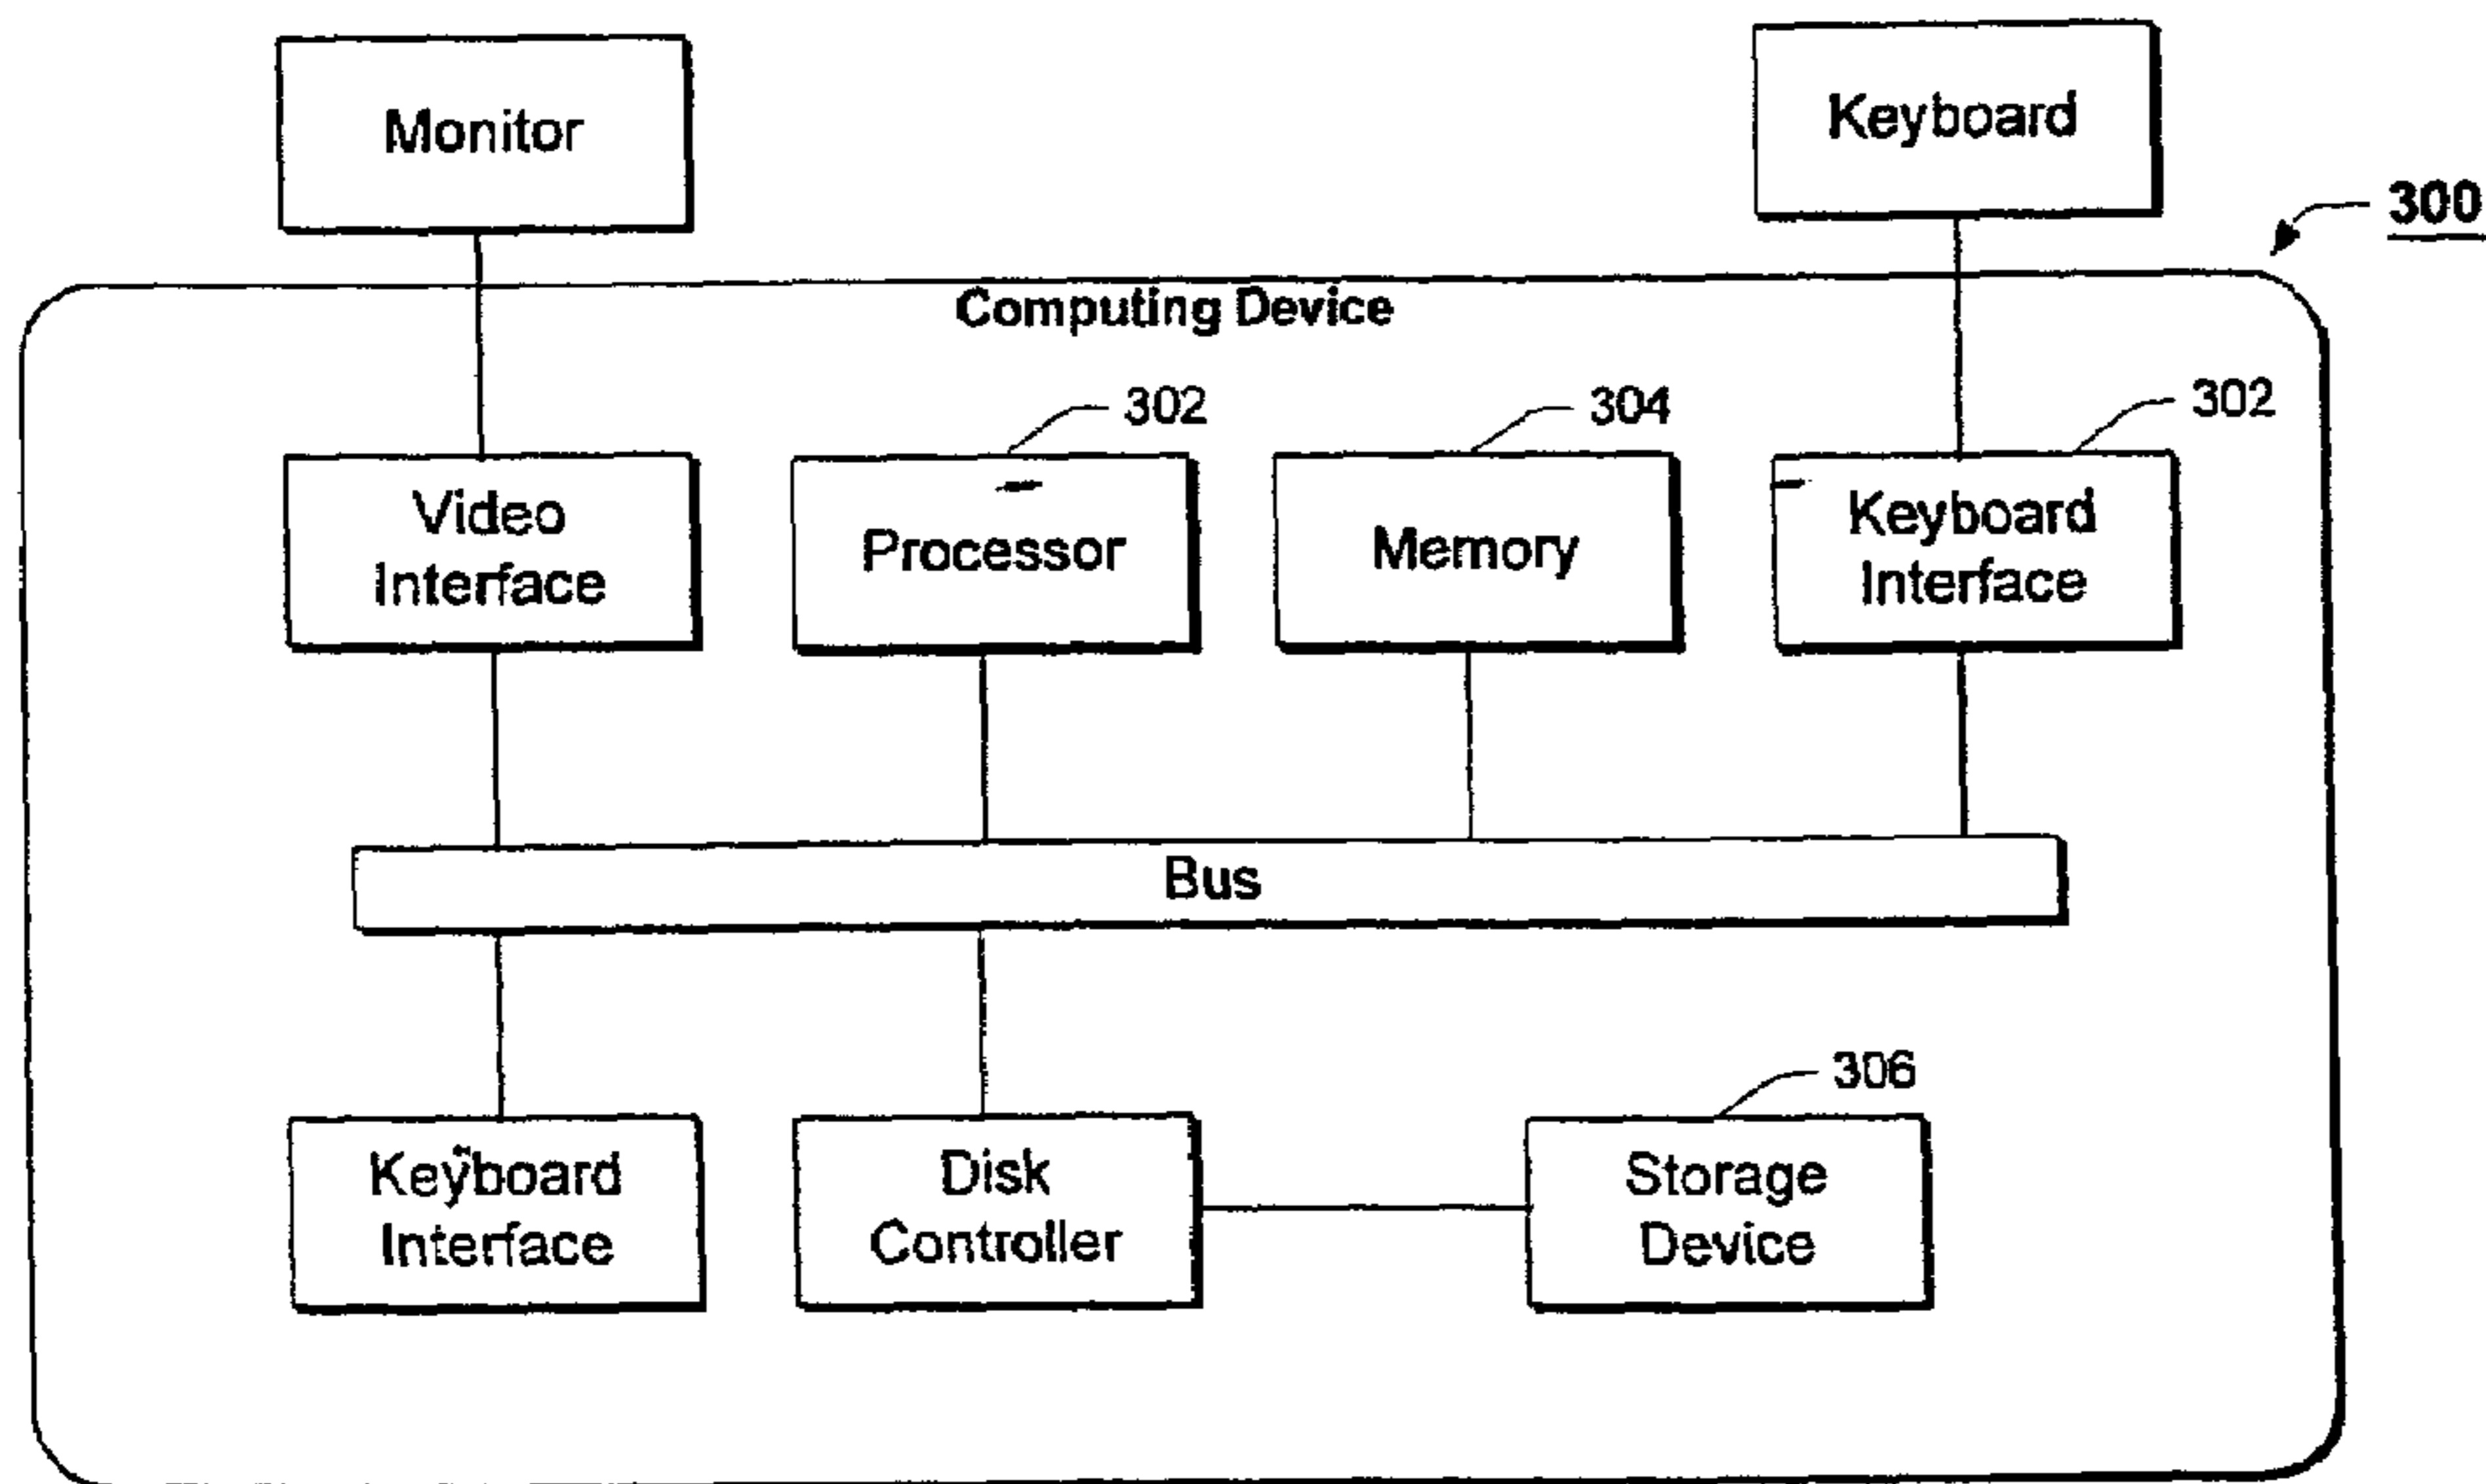 Monitor
Keyboard
300
Computing Device
302
304
302
Video
Interface
Processor
Memory
Keyboard
Interface
Bus
306
Keyboard
Interface
Disk
Controller
Storage
Device